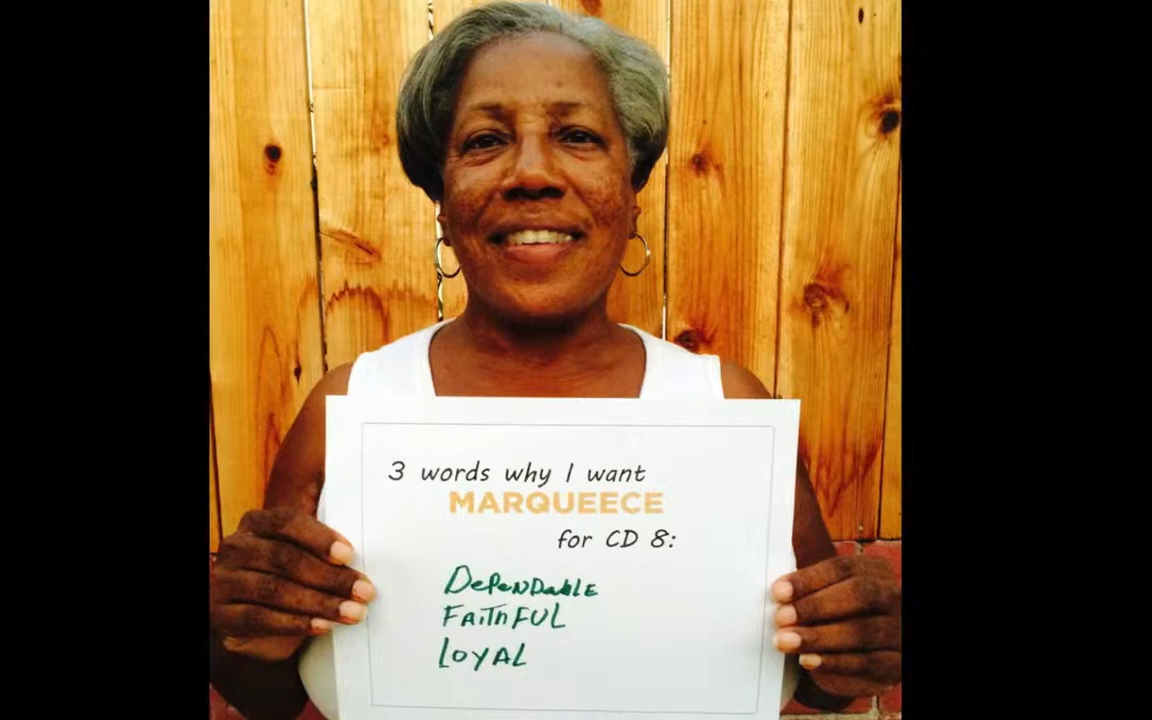 3 words why I want
MARQUEECE
for CD 8:
DePeNDabLE
FAiThFUL
LOYAL